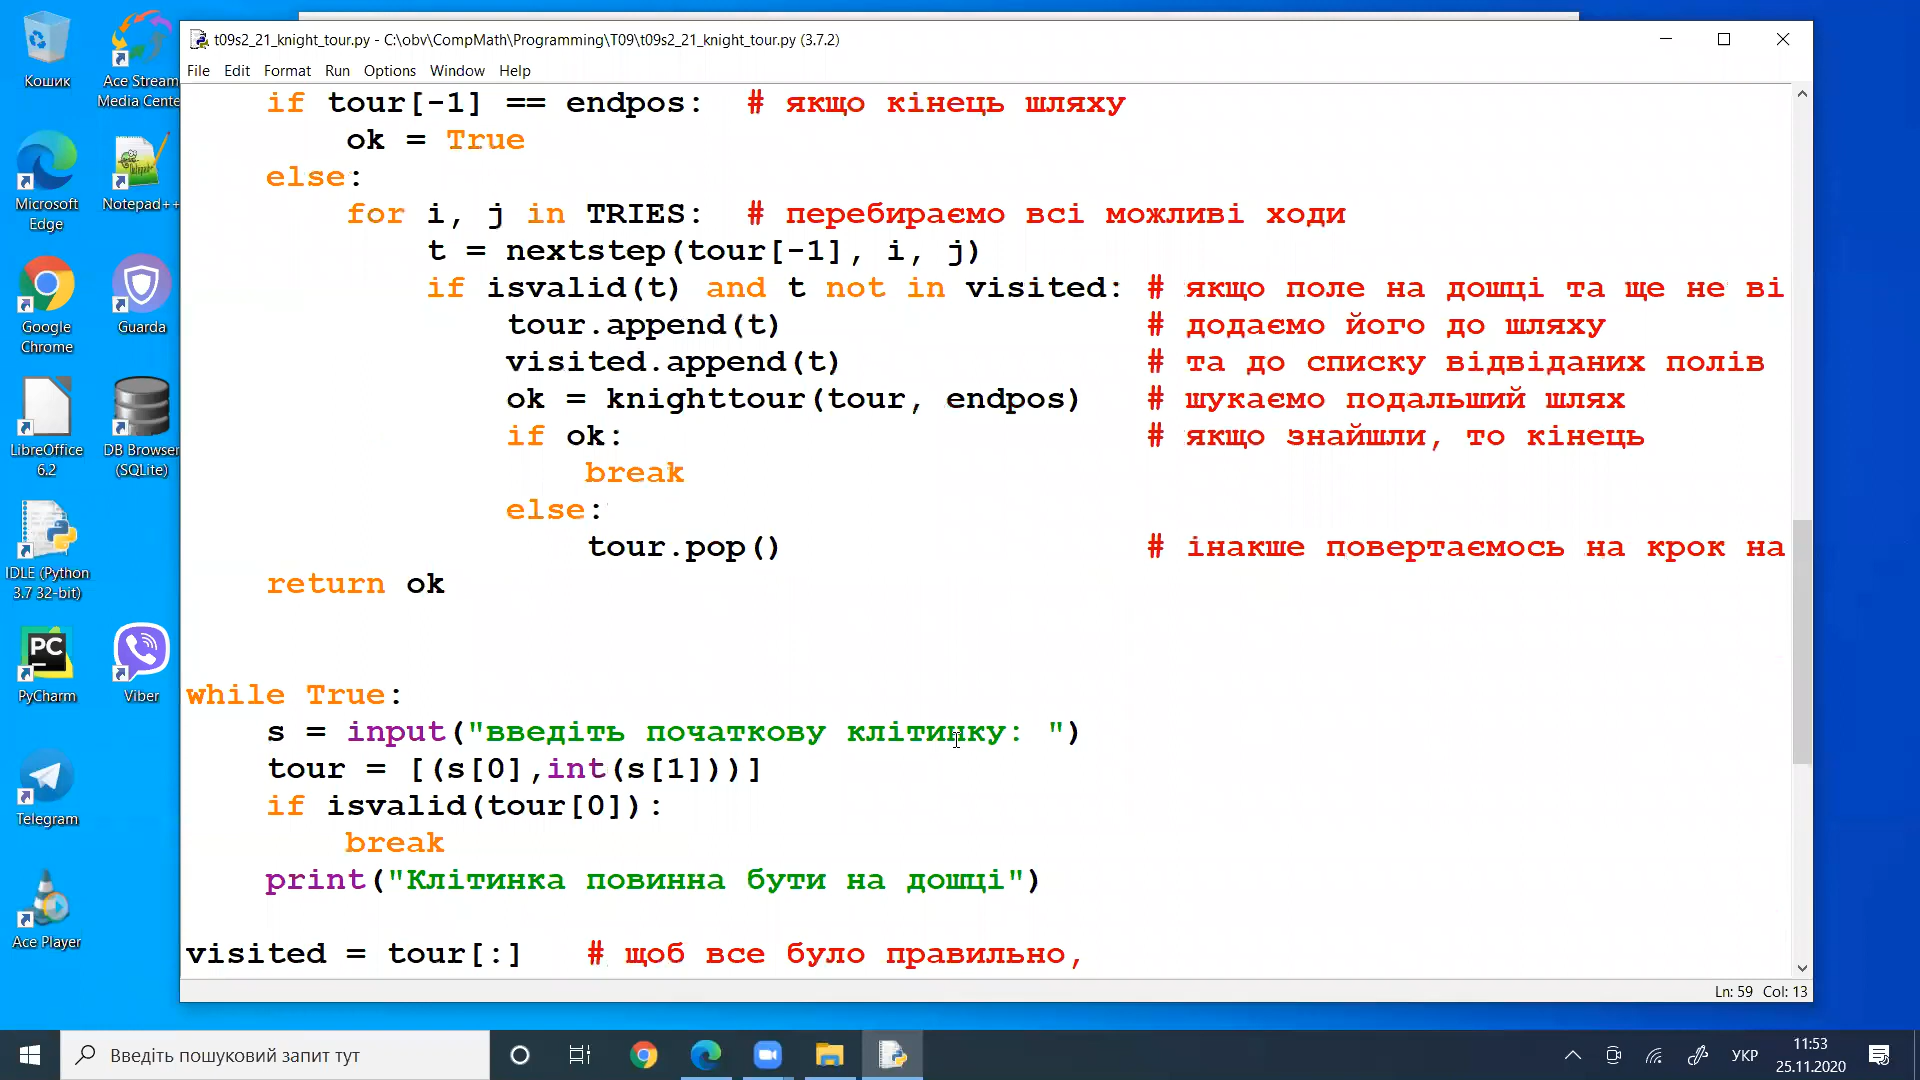 t09s2_21_knight_tour.py - C:\obv\CompMath\Programming\T09\t09s2_21_knight_tour.py (3.7.2)
File Edit Format Run Options Window Help
if tour[-1] == endpos: # якщо кінець шляху
ok = True
else:
for i, j in TRIES: # перебираємо всі можливі ходи
t = nextstep(tour[-1], i, j)
if isvalid(t) and t not in visited: # якщо поле на дошці та ще не ві
tour.append(t) # додаємо його до шляху
visited.append(t) # та до списку відвіданих полів
ok = knighttour(tour, endpos) # шукаємо подальший шлях
if ok: # якщо знайшли, то кінець
break
else:
tour.pop() # інакше повертаємось на крок на
return ok
while True:
s = input("введіть початкову клітинку: ")
tour = [(s[0],int(s[1]))]
if isvalid(tour[0]):
break
print("Клітинка повинна бути на дошці")
visited = tour[:] # щоб все було правильно,
Ln: 59 Col: 13
Кошик
Ace Stream
Media Cente
Microsoft
Edge
Notepad++
Google
Chrome
Guarda
LibreOffice
6.2
DB Browser
(SQLite)
IDLE (Python
3.7 32-bit)
PC
PyCharm
Viber
Telegram
Ace Player
Введіть пошуковий запит тут
УКР
11:53
25.11.2020